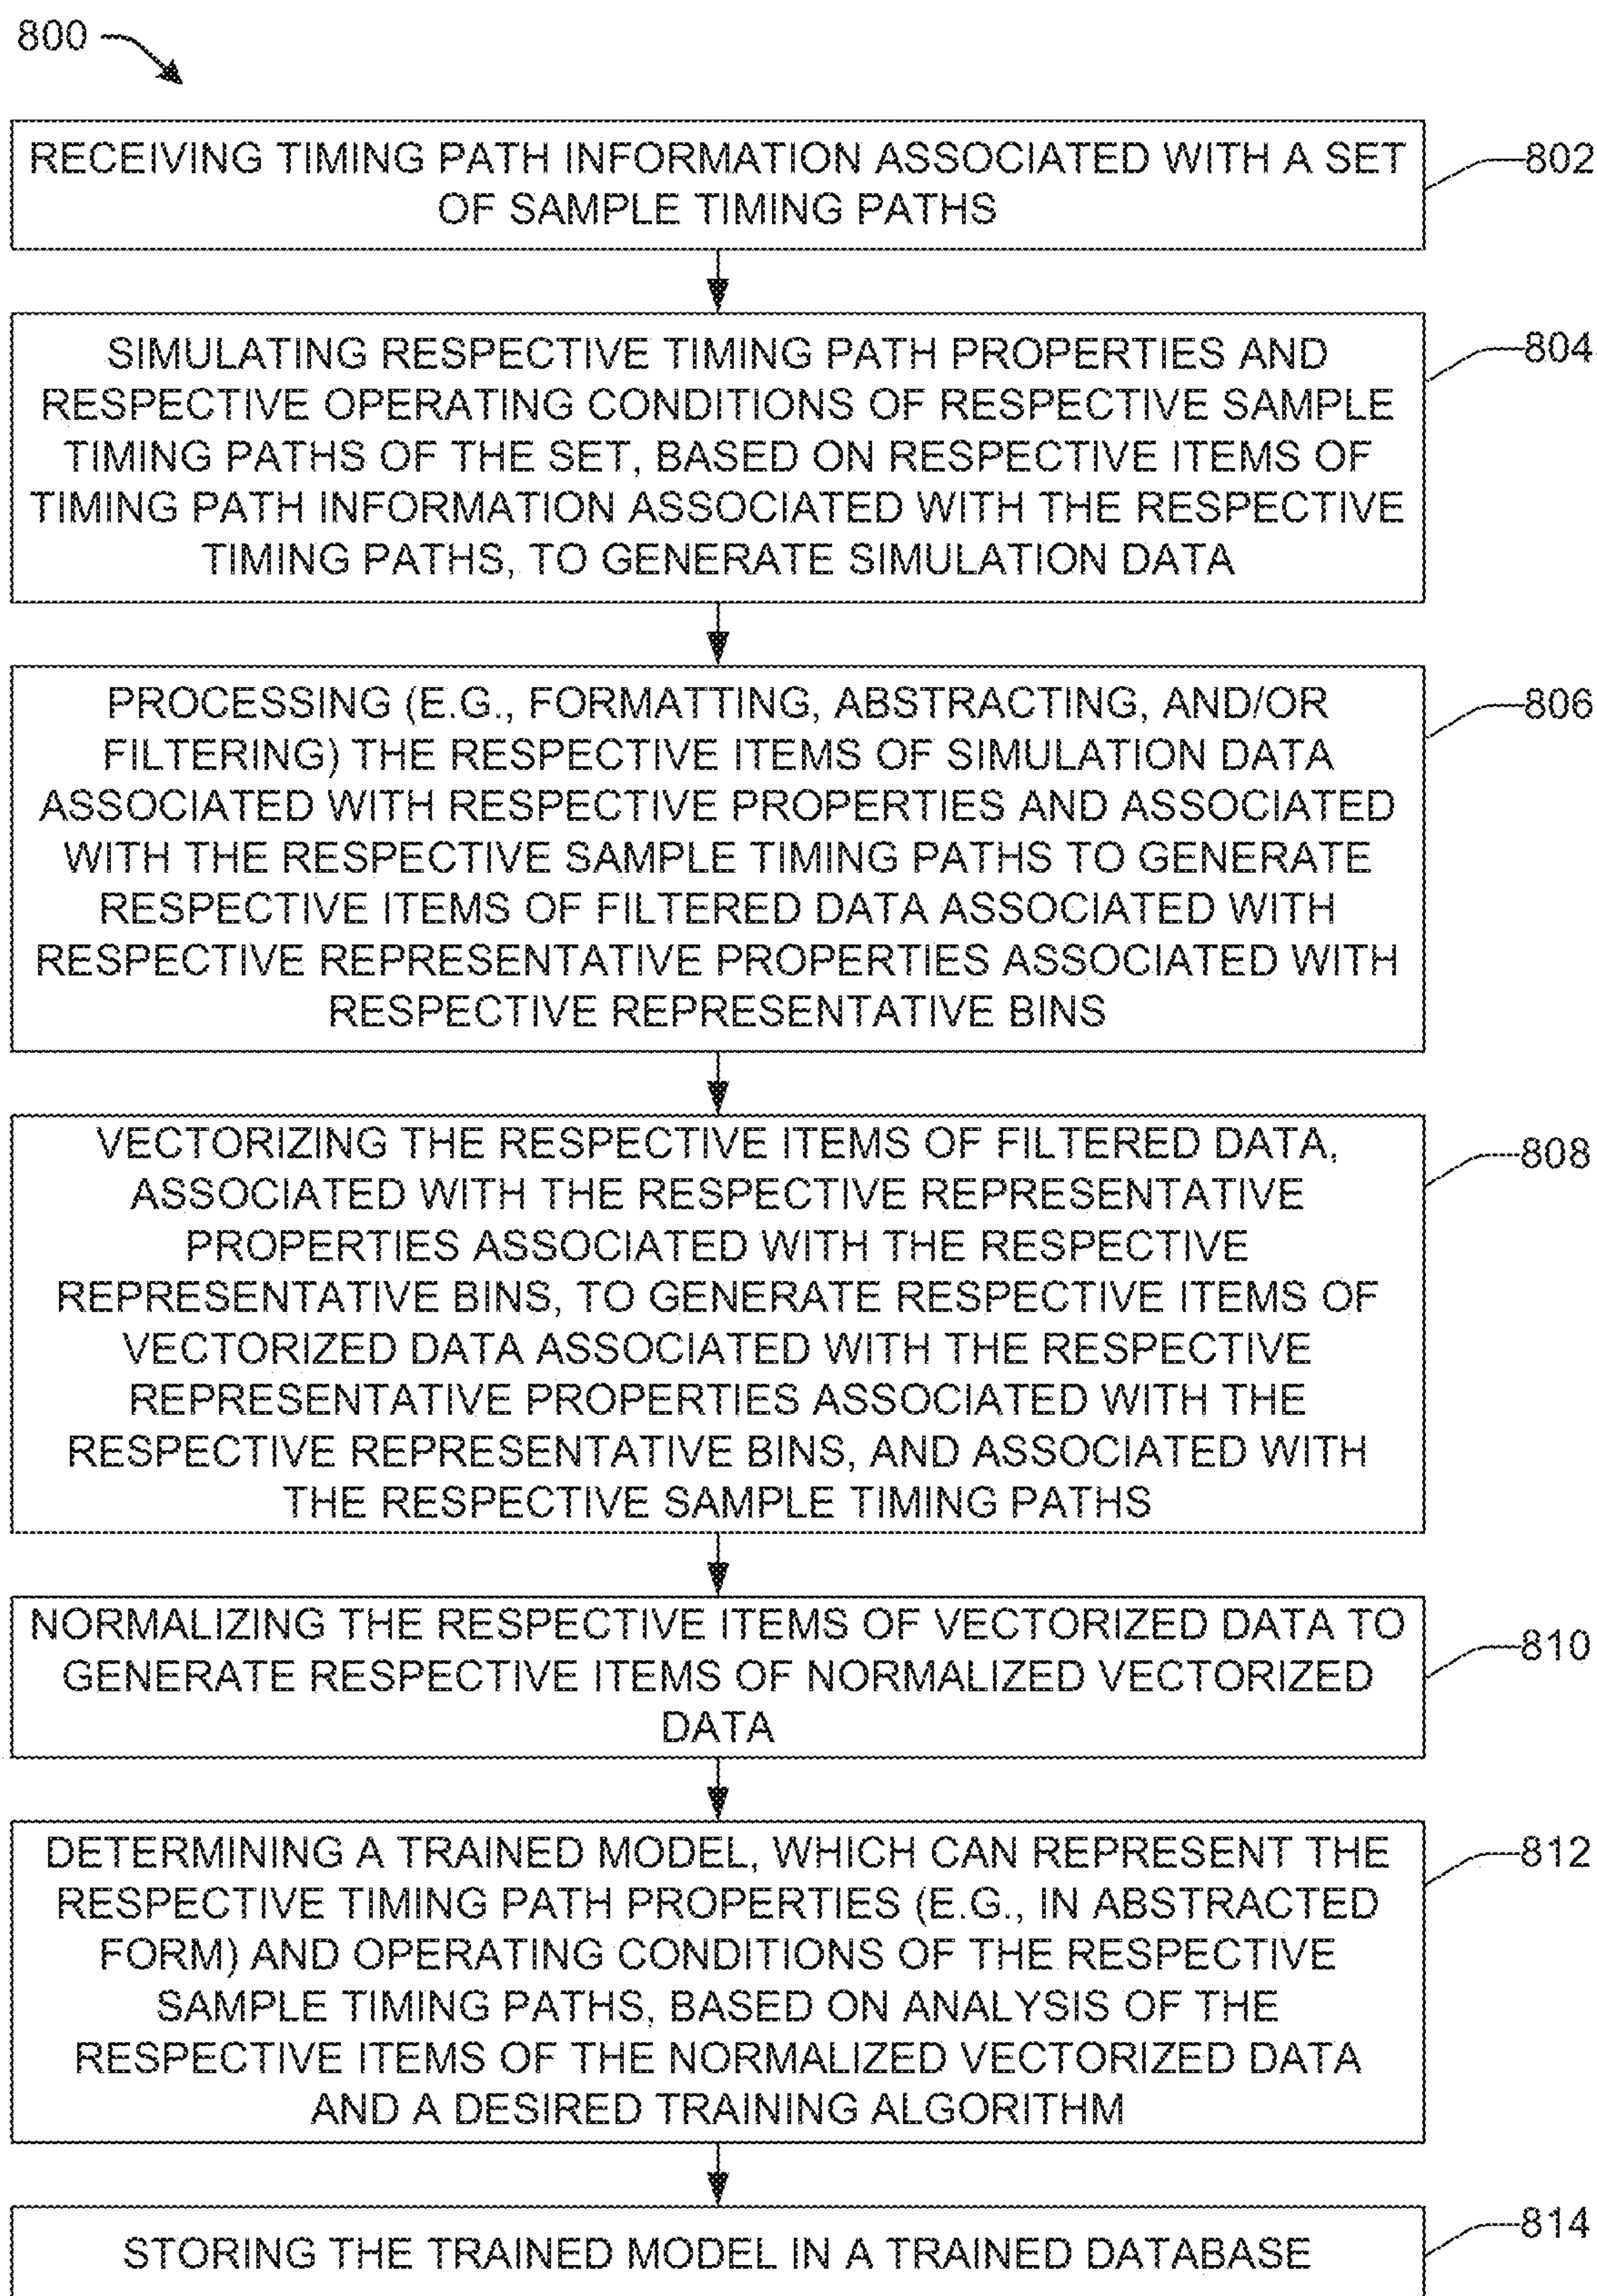 800
RECEIVING TIMING PATH INFORMATION ASSOCIATED WITH A SET
OF SAMPLE TIMING PATHS
802
SIMULATING RESPECTIVE TIMING PATH PROPERTIES AND
RESPECTIVE OPERATING CONDITIONS OF RESPECTIVE SAMPLE
TIMING PATHS OF THE SET, BASED ON RESPECTIVE ITEMS OF
TIMING PATH INFORMATION ASSOCIATED WITH THE RESPECTIVE
TIMING PATHS, TO GENERATE SIMULATION DATA
804
PROCESSING (E.G., FORMATTING, ABSTRACTING, AND/OR
FILTERING) THE RESPECTIVE ITEMS OF SIMULATION DATA
ASSOCIATED WITH RESPECTIVE PROPERTIES AND ASSOCIATED
WITH THE RESPECTIVE SAMPLE TIMING PATHS TO GENERATE
RESPECTIVE ITEMS OF FILTERED DATA ASSOCIATED WITH
RESPECTIVE REPRESENTATIVE PROPERTIES ASSOCIATED WITH
RESPECTIVE REPRESENTATIVE BINS
806
VECTORIZING THE RESPECTIVE ITEMS OF FILTERED DATA,
ASSOCIATED WITH THE RESPECTIVE REPRESENTATIVE
PROPERTIES ASSOCIATED WITH THE RESPECTIVE
REPRESENTATIVE BINS, TO GENERATE RESPECTIVE ITEMS OF
VECTORIZED DATA ASSOCIATED WITH THE RESPECTIVE
REPRESENTATIVE PROPERTIES ASSOCIATED WITH THE
RESPECTIVE REPRESENTATIVE BINS, AND ASSOCIATED WITH
THE RESPECTIVE SAMPLE TIMING PATHS
808
NORMALIZING THE RESPECTIVE ITEMS OF VECTORIZED DATA TO
GENERATE RESPECTIVE ITEMS OF NORMALIZED VECTORIZED
DATA
810
DETERMINING A TRAINED MODEL, WHICH CAN REPRESENT THE
RESPECTIVE TIMING PATH PROPERTIES (E.G., IN ABSTRACTED
FORM) AND OPERATING CONDITIONS OF THE RESPECTIVE
SAMPLE TIMING PATHS, BASED ON ANALYSIS OF THE
RESPECTIVE ITEMS OF THE NORMALIZED VECTORIZED DATA
AND A DESIRED TRAINING ALGORITHM
812
STORING THE TRAINED MODEL IN A TRAINED DATABASE
814